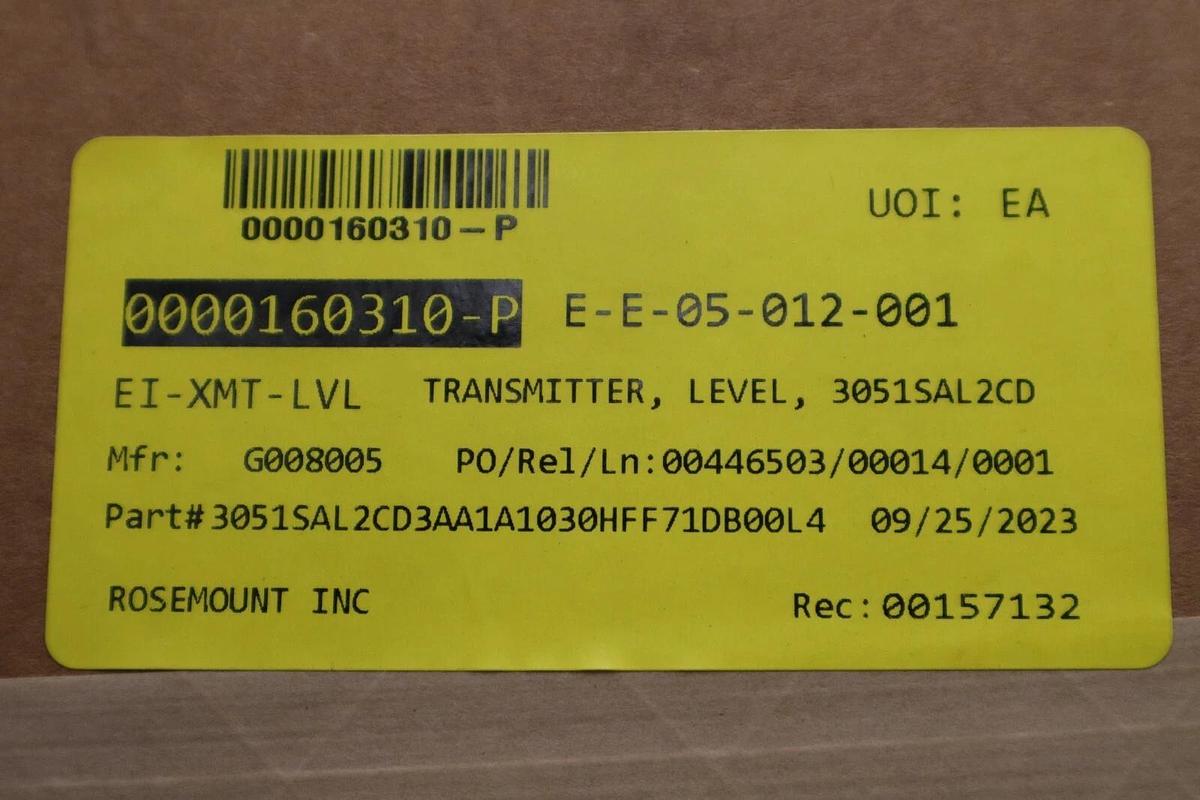 0000160310-P
UOI: EA
0000160310-P E-E-05-012-001
EI-XMT-LVL TRANSMITTER, LEVEL, 3051SAL2CD
Mfr: G008005 PO/Rel/Ln:00446503/00014/0001
Part#3051SAL2CD3AA1A1030HFF71DB00L4 09/25/2023
ROSEMOUNT INC Rec:00157132